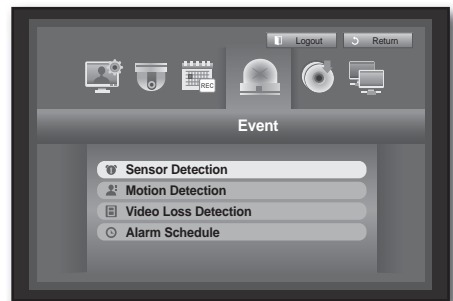 Logout
Return
REC
Event
Sensor Detection
Motion Detection
Video Loss Detection
Alarm Schedule